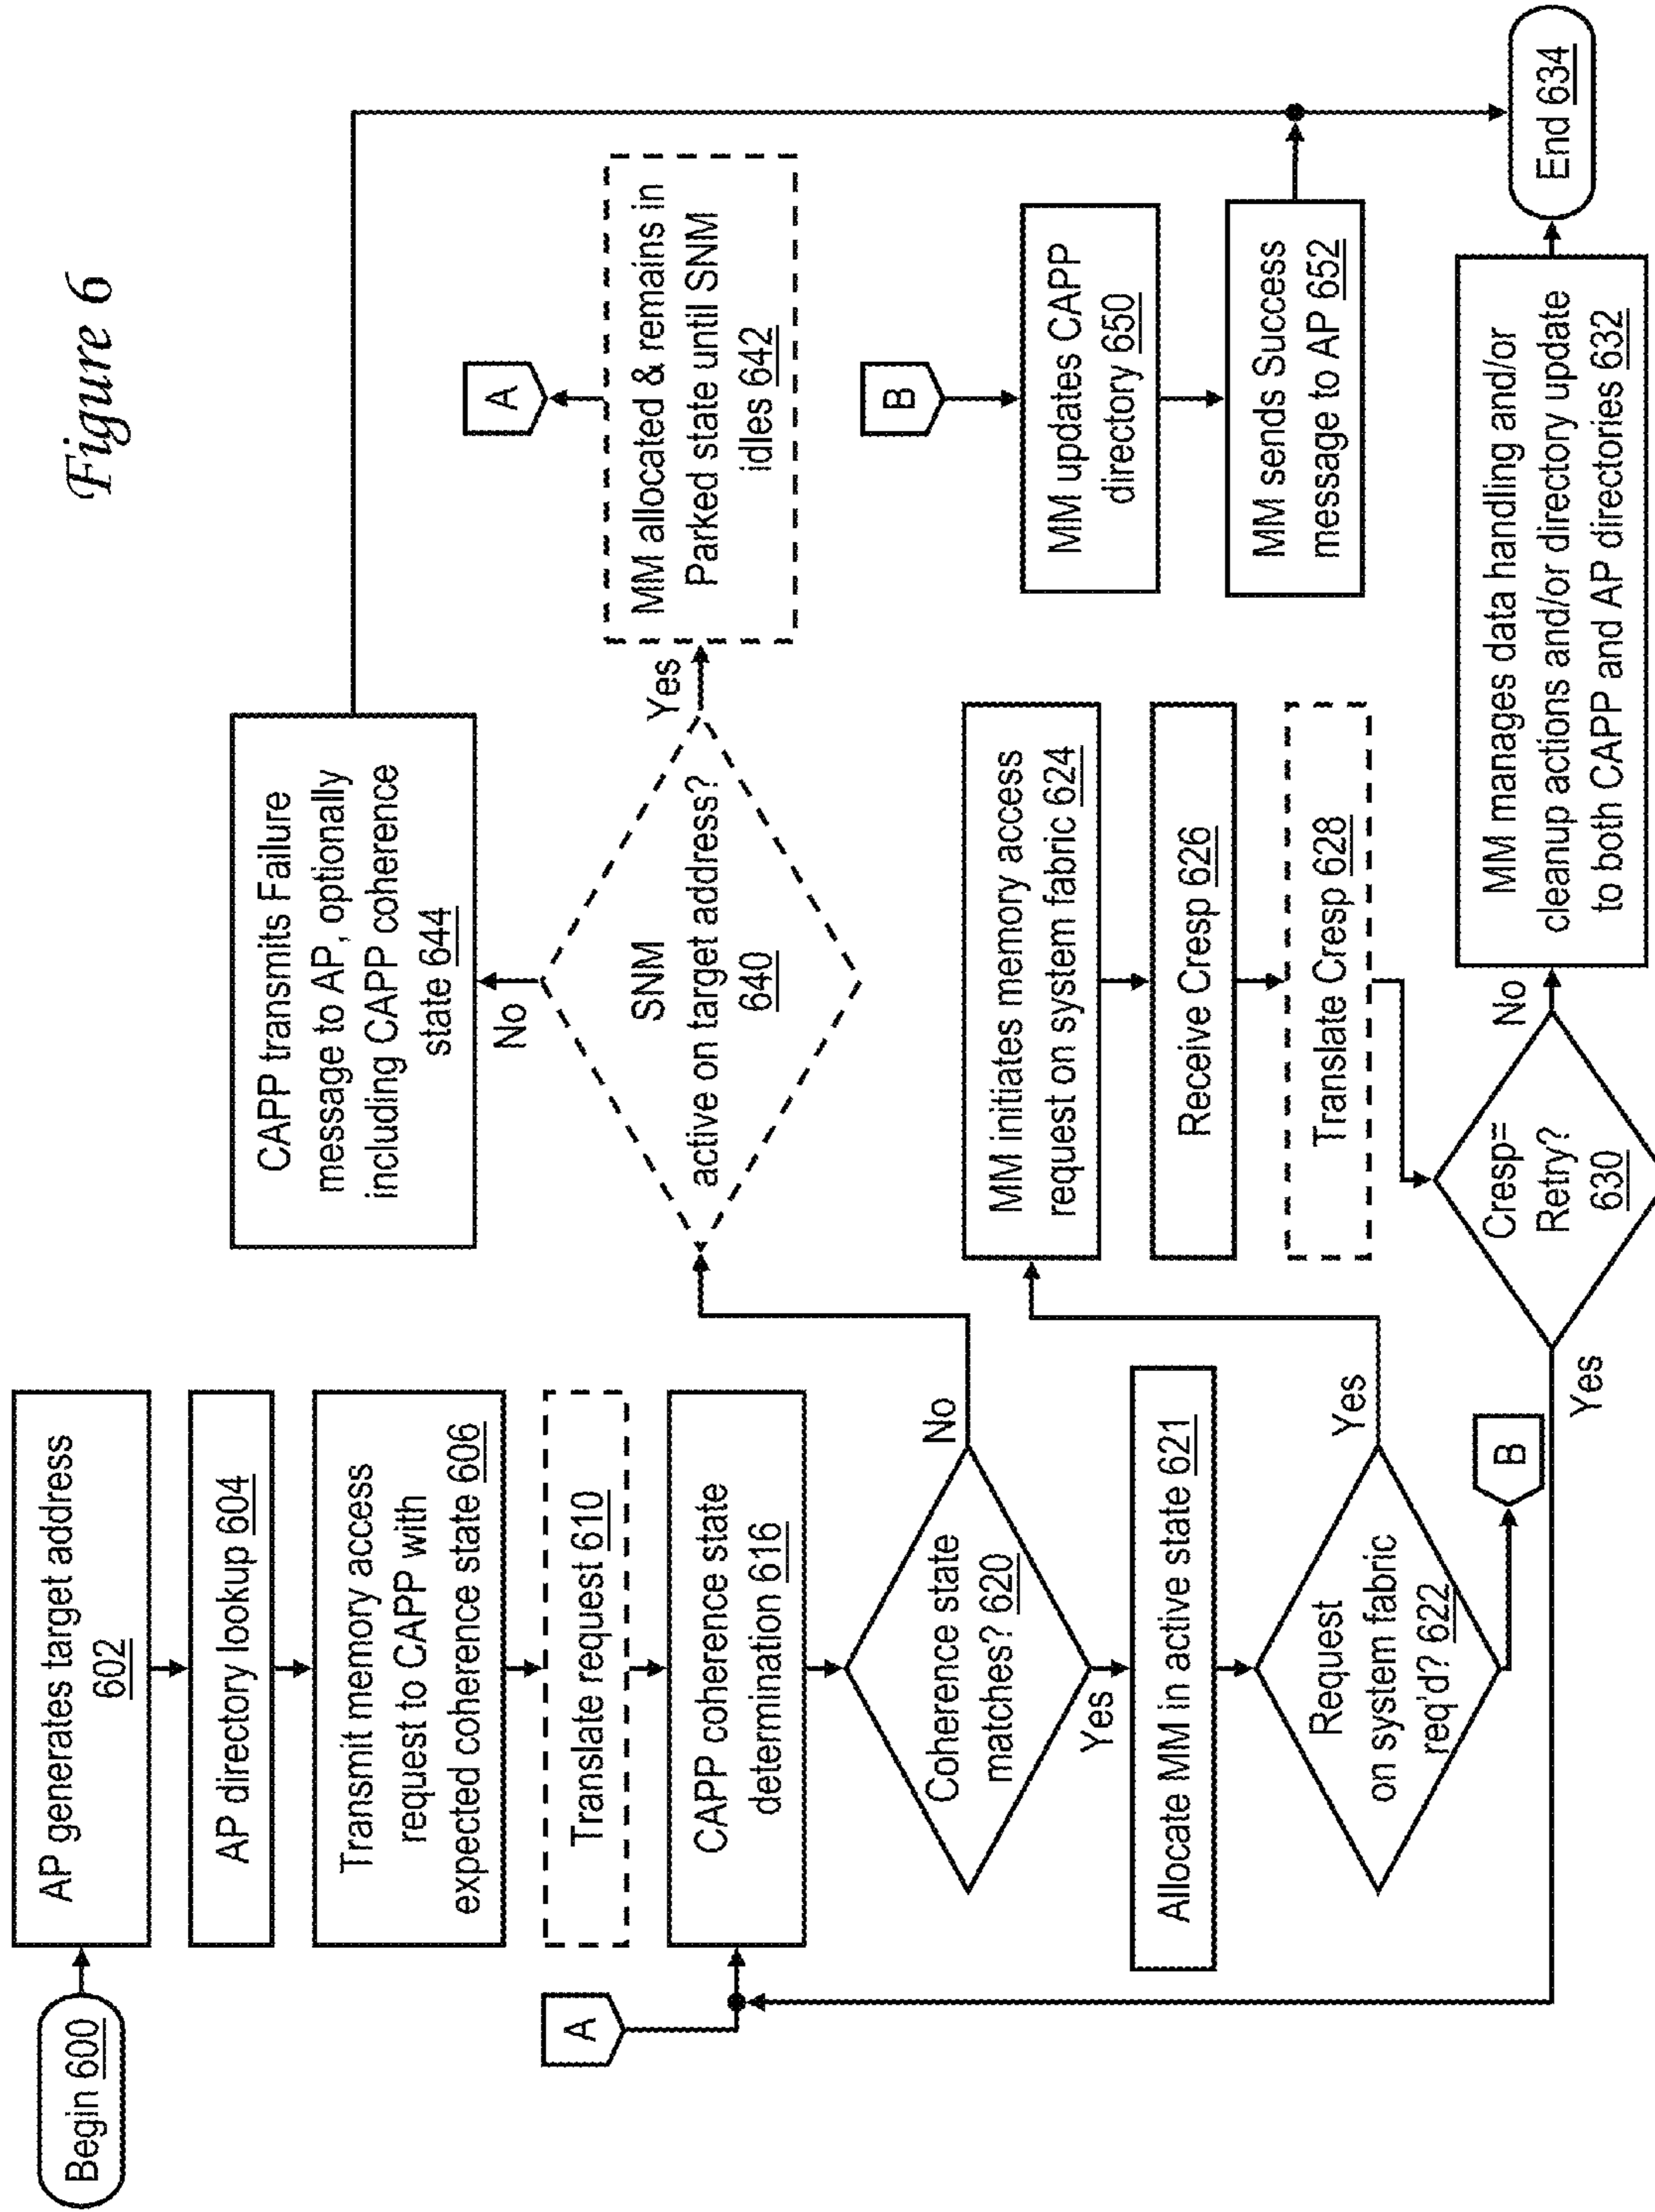 Figure 6
Begin 600
AP generates target address
602
AP directory lookup 604
Transmit memory access
request to CAPP with
expected coherence state 606
Translate request 610
A
CAPP coherence state
determination 616
Coherence state
matches? 620
No
Yes
Allocate MM in active state 621
Request
on system fabric
req'd? 622
Yes
B
CAPP transmits Failure
message to AP, optionally
including CAPP coherence
state 644
No
SNM
active on target address?
640
Yes
MM allocated & remains in
Parked state until SNM
idles 642
A
MM initiates memory access
request on system fabric 624
Receive Cresp 626
Translate Cresp 628
Cresp=
Retry?
630
Yes
No
B
MM updates CAPP
directory 650
MM sends Success
message to AP 652
MM manages data handling and/or
cleanup actions and/or directory update
to both CAPP and AP directories 632
End 634